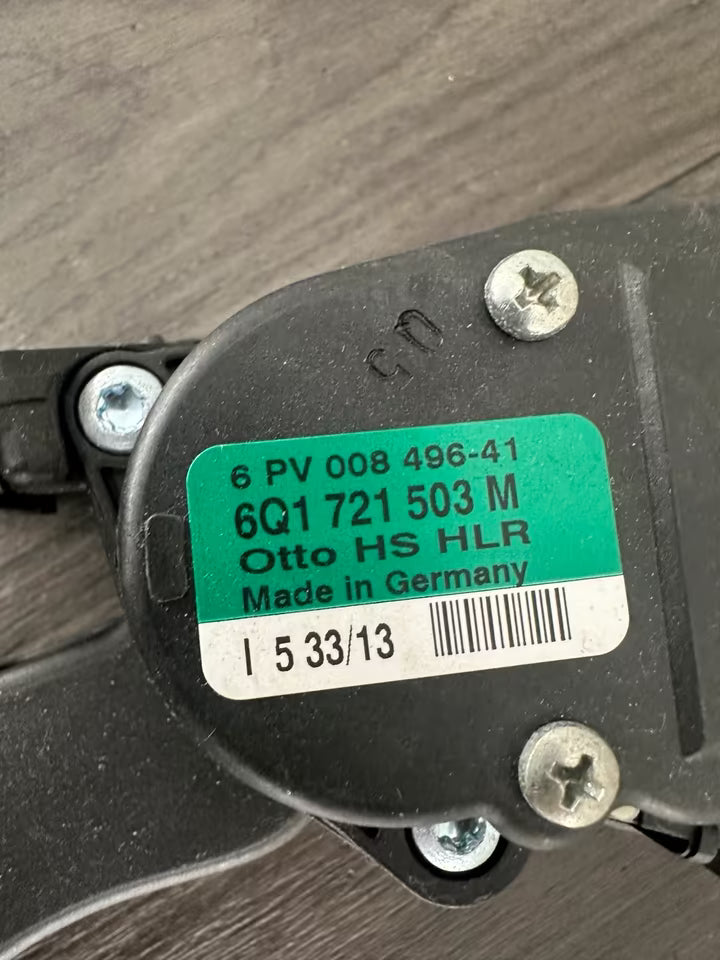 6 PV 008 496-41
6Q1 721 503 M
Otto HS HLR
Made in Germany
I 5 33/13